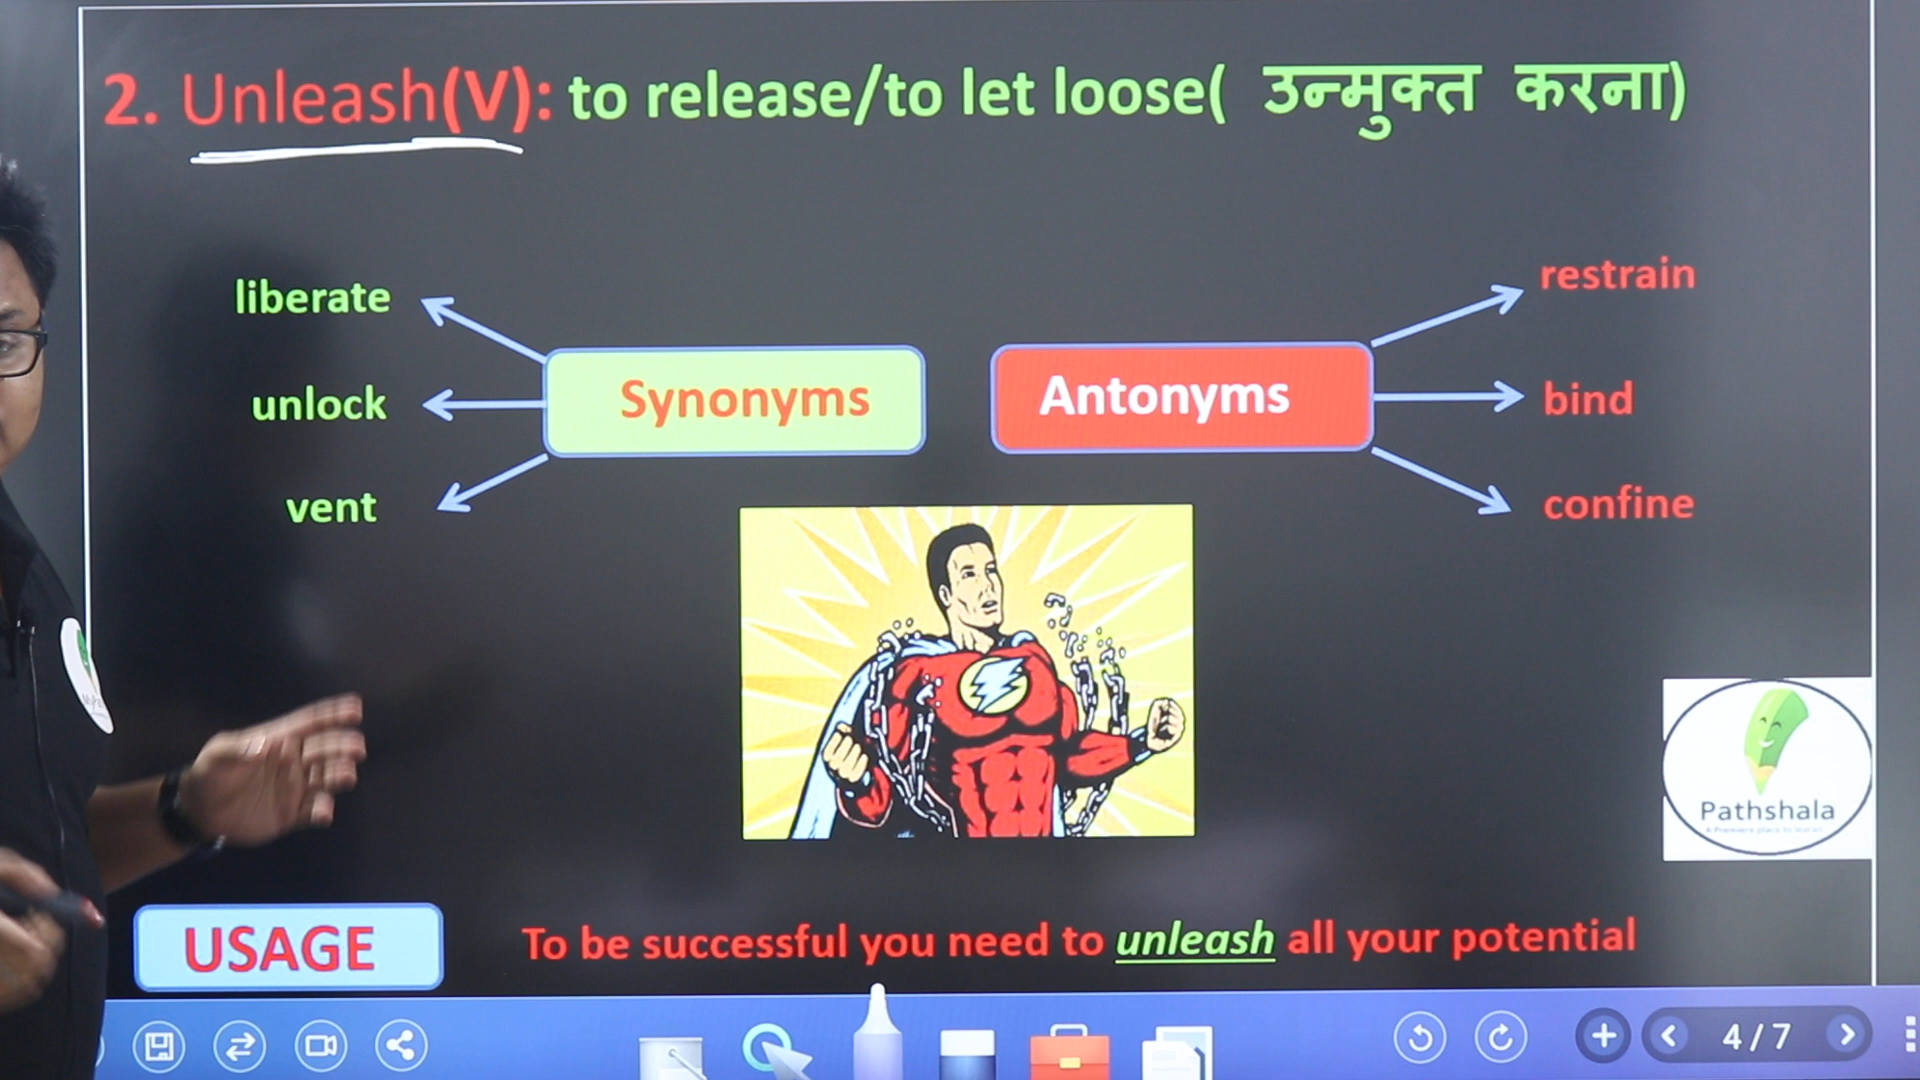 2. Unleash(V): to release/to let loose( उन्मुक्त करना)
liberate
unlock
vent
Synonyms
Antonyms
restrain
bind
confine
Pathshala
USAGE
To be successful you need to unleash all your potential
4/7